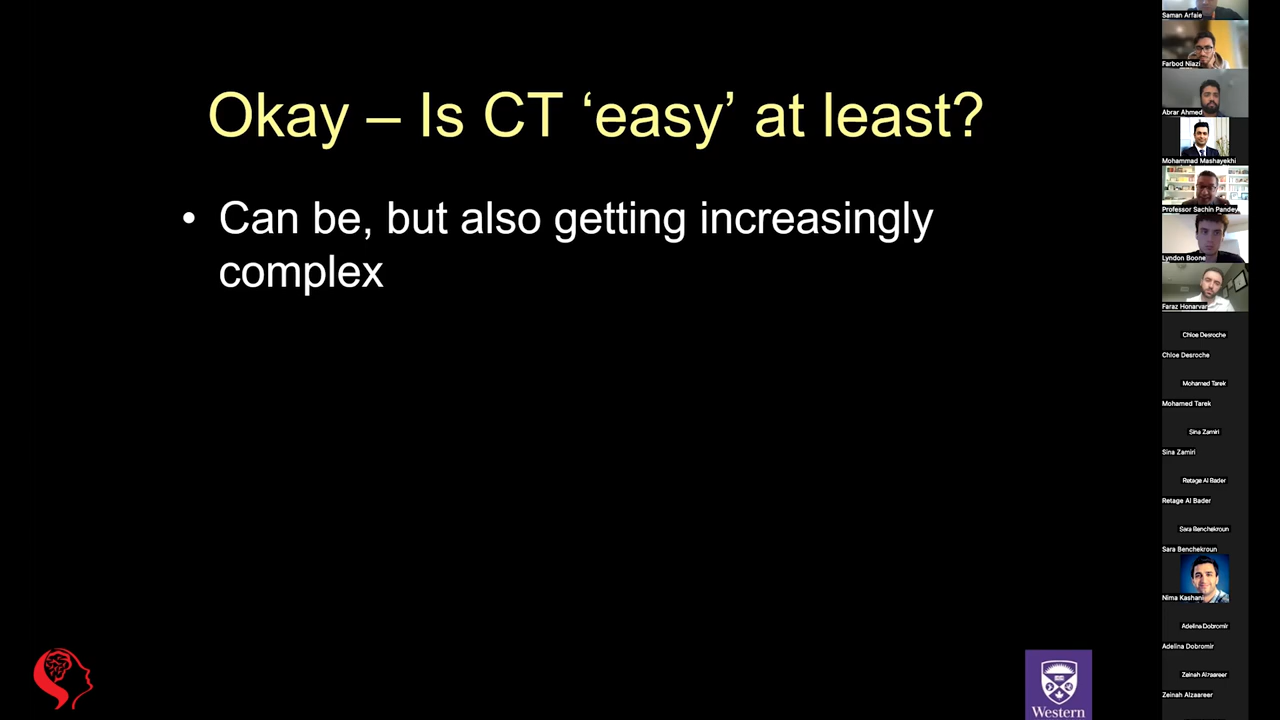 Okay – Is CT ‘easy’ at least?
• Can be, but also getting increasingly
complex
Western
Saman Arfaie
Farbod Niazi
Abrar Ahmed
Mohammad Mashayekhi
Professor Sachin Pandey
Lyndon Boone
Faraz Honarvar
Chloe Desroche
Chloe Desroche
Mohamed Tarek
Mohamed Tarek
Sina Zamiri
Sina Zamiri
Retage Al Bader
Retage Al Bader
Sara Benchekroun
Sara Benchekroun
Nima Kashani
Adelina Dobromir
Adelina Dobromir
Zeinah Alzaareer
Zeinah Alzaareer